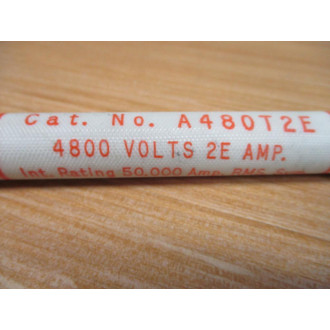 Cat. No. A480T2E
4800 VOLTS 2E AMP.
Int. Rating 50,000 Amp. RMS